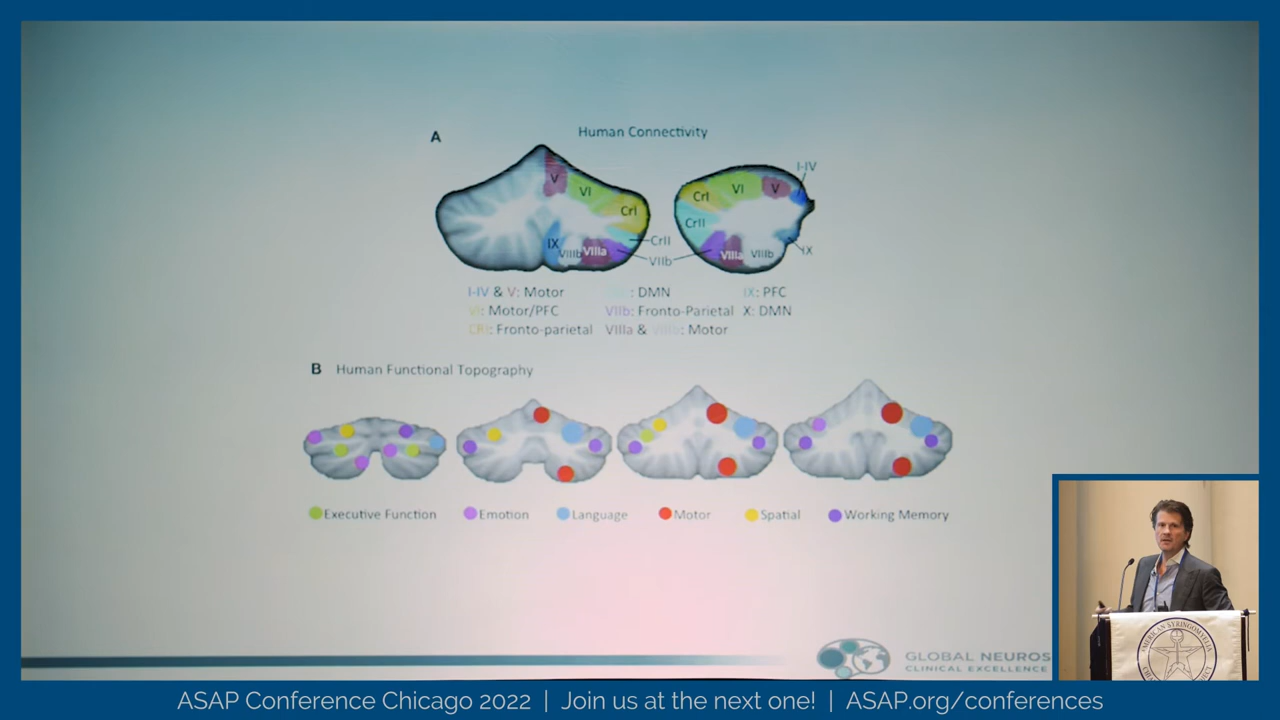 A
Human Connectivity
I-IV
V
VI
CrI
CrII
IX
VIIIb
VIIIa
VIIb
CrI
VI
V
CrII
VIIIa
VIIIb
IX
I-IV & V: Motor
: DMN
IX: PFC
VI: Motor/PFC
VIIb: Fronto-Parietal
X: DMN
CRI: Fronto-parietal
VIIIa & VIIIb: Motor
B Human Functional Topography
Executive Function
Emotion
Language
Motor
Spatial
Working Memory
GLOBAL NEUROS
CLINICAL EXCELLENCE
AMERICAN SYRINGOMYELIA
ASAP Conference Chicago 2022 | Join us at the next one! | ASAP.org/conferences